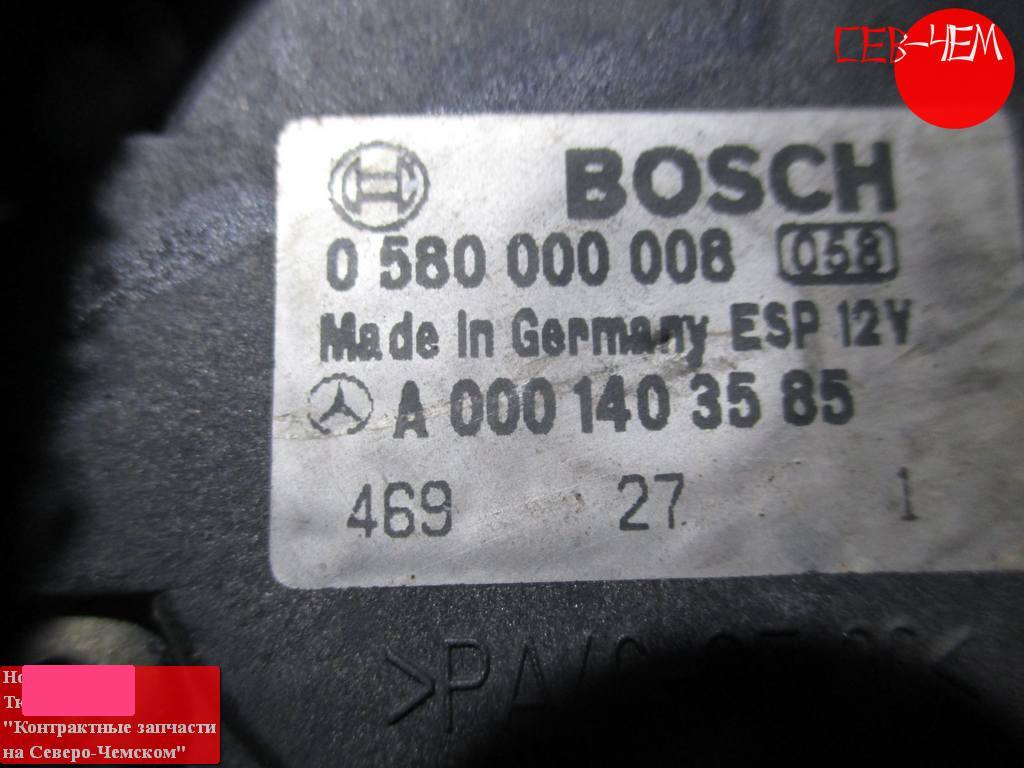 СЕВ-ЧЕМ
BOSCH
0 580 000 008 058
Made in Germany ESP 12V
A 000 140 35 85
469 27 1
"Контрактные запчасти
на Северо-Чемском"